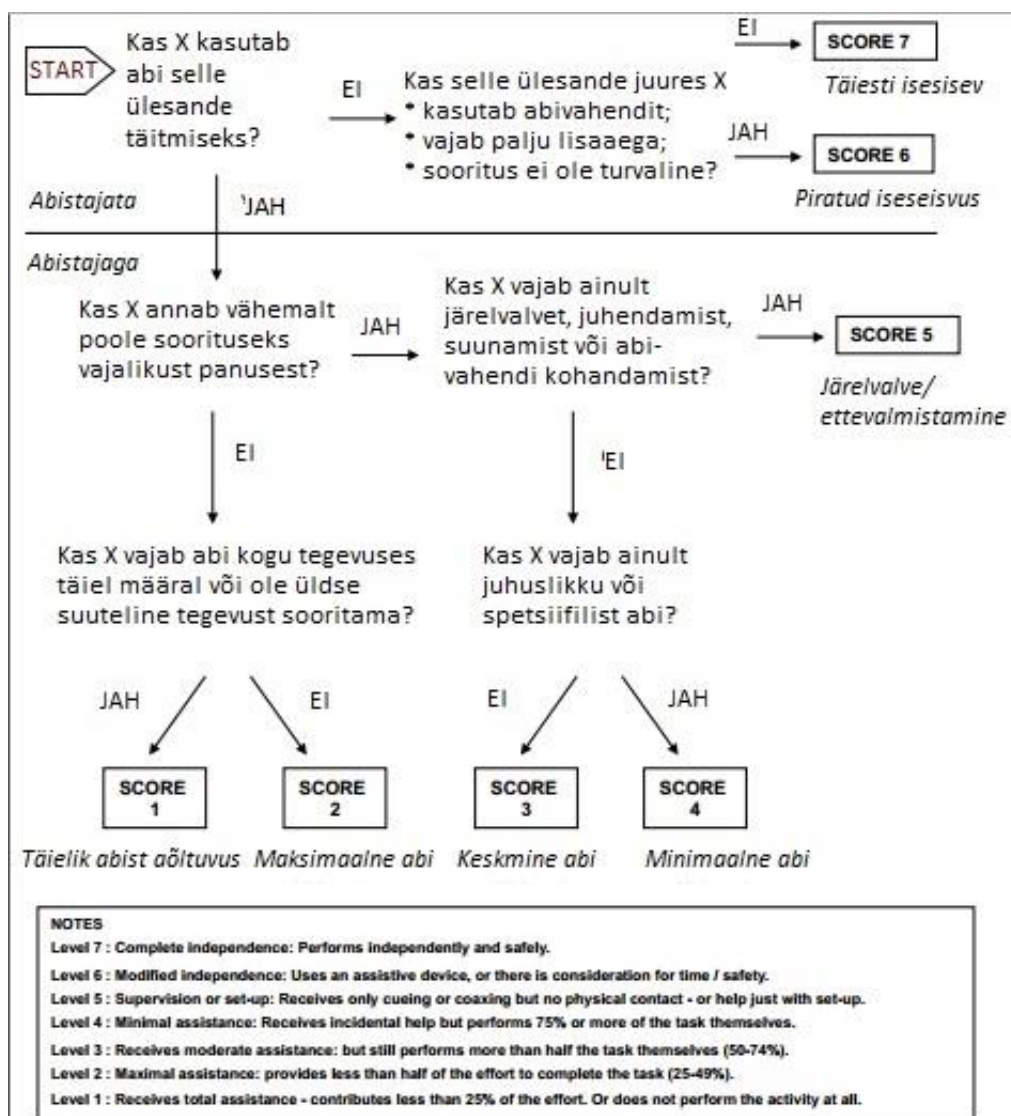 START
Kas X kasutab
abi selle
ülesande
täitmiseks?
EI
Kas selle ülesande juures X
* kasutab abivahendit;
* vajab palju lisaaega;
* sooritus ei ole turvaline?
EI
SCORE 7
Täiesti isesisev
JAH
SCORE 6
Piratud iseseisvus
Abistajata
JAH
Abistajaga
Kas X annab vähemalt
poole soorituseks
vajalikust panusest?
JAH
Kas X vajab ainult
järelvalvet, juhendamist,
suunamist või abi-
vahendi kohandamist?
JAH
SCORE 5
Järelvalve/
ettevalmistamine
EI
EI
Kas X vajab abi kogu tegevuses
täiel määral või ole üldse
suuteline tegevust sooritama?
Kas X vajab ainult
juhuslikku või
spetsiifilist abi?
JAH
EI
EI
JAH
SCORE
1
SCORE
2
SCORE
3
SCORE
4
Täielik abist aõltuvus
Maksimaalne abi
Keskmine abi
Minimaalne abi
NOTES
Level 7 : Complete independence: Performs independently and safely.
Level 6 : Modified independence: Uses an assistive device, or there is consideration for time / safety.
Level 5 : Supervision or set-up: Receives only cueing or coaxing but no physical contact - or help just with set-up.
Level 4 : Minimal assistance: Receives incidental help but performs 75% or more of the task themselves.
Level 3 : Receives moderate assistance: but still performs more than half the task themselves (50-74%).
Level 2 : Maximal assistance: provides less than half of the effort to complete the task (25-49%).
Level 1 : Receives total assistance - contributes less than 25% of the effort. Or does not perform the activity at all.